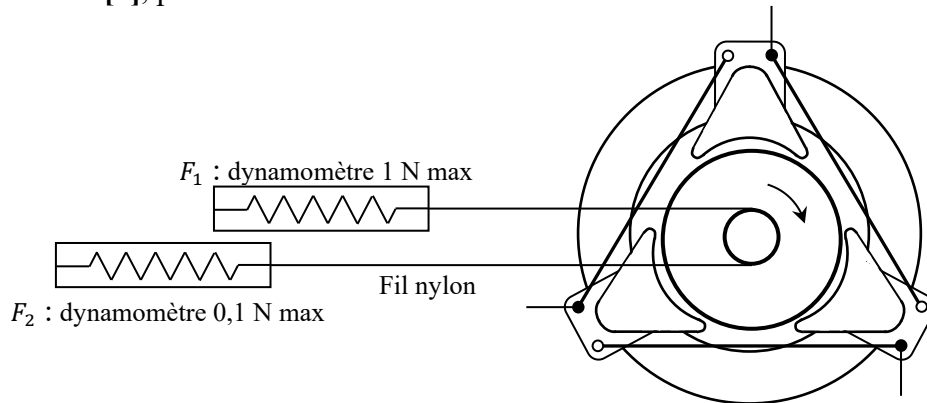 [
], p
F₁ : dynamomètre 1 N max
Fil nylon
F₂ : dynamomètre 0,1 N max